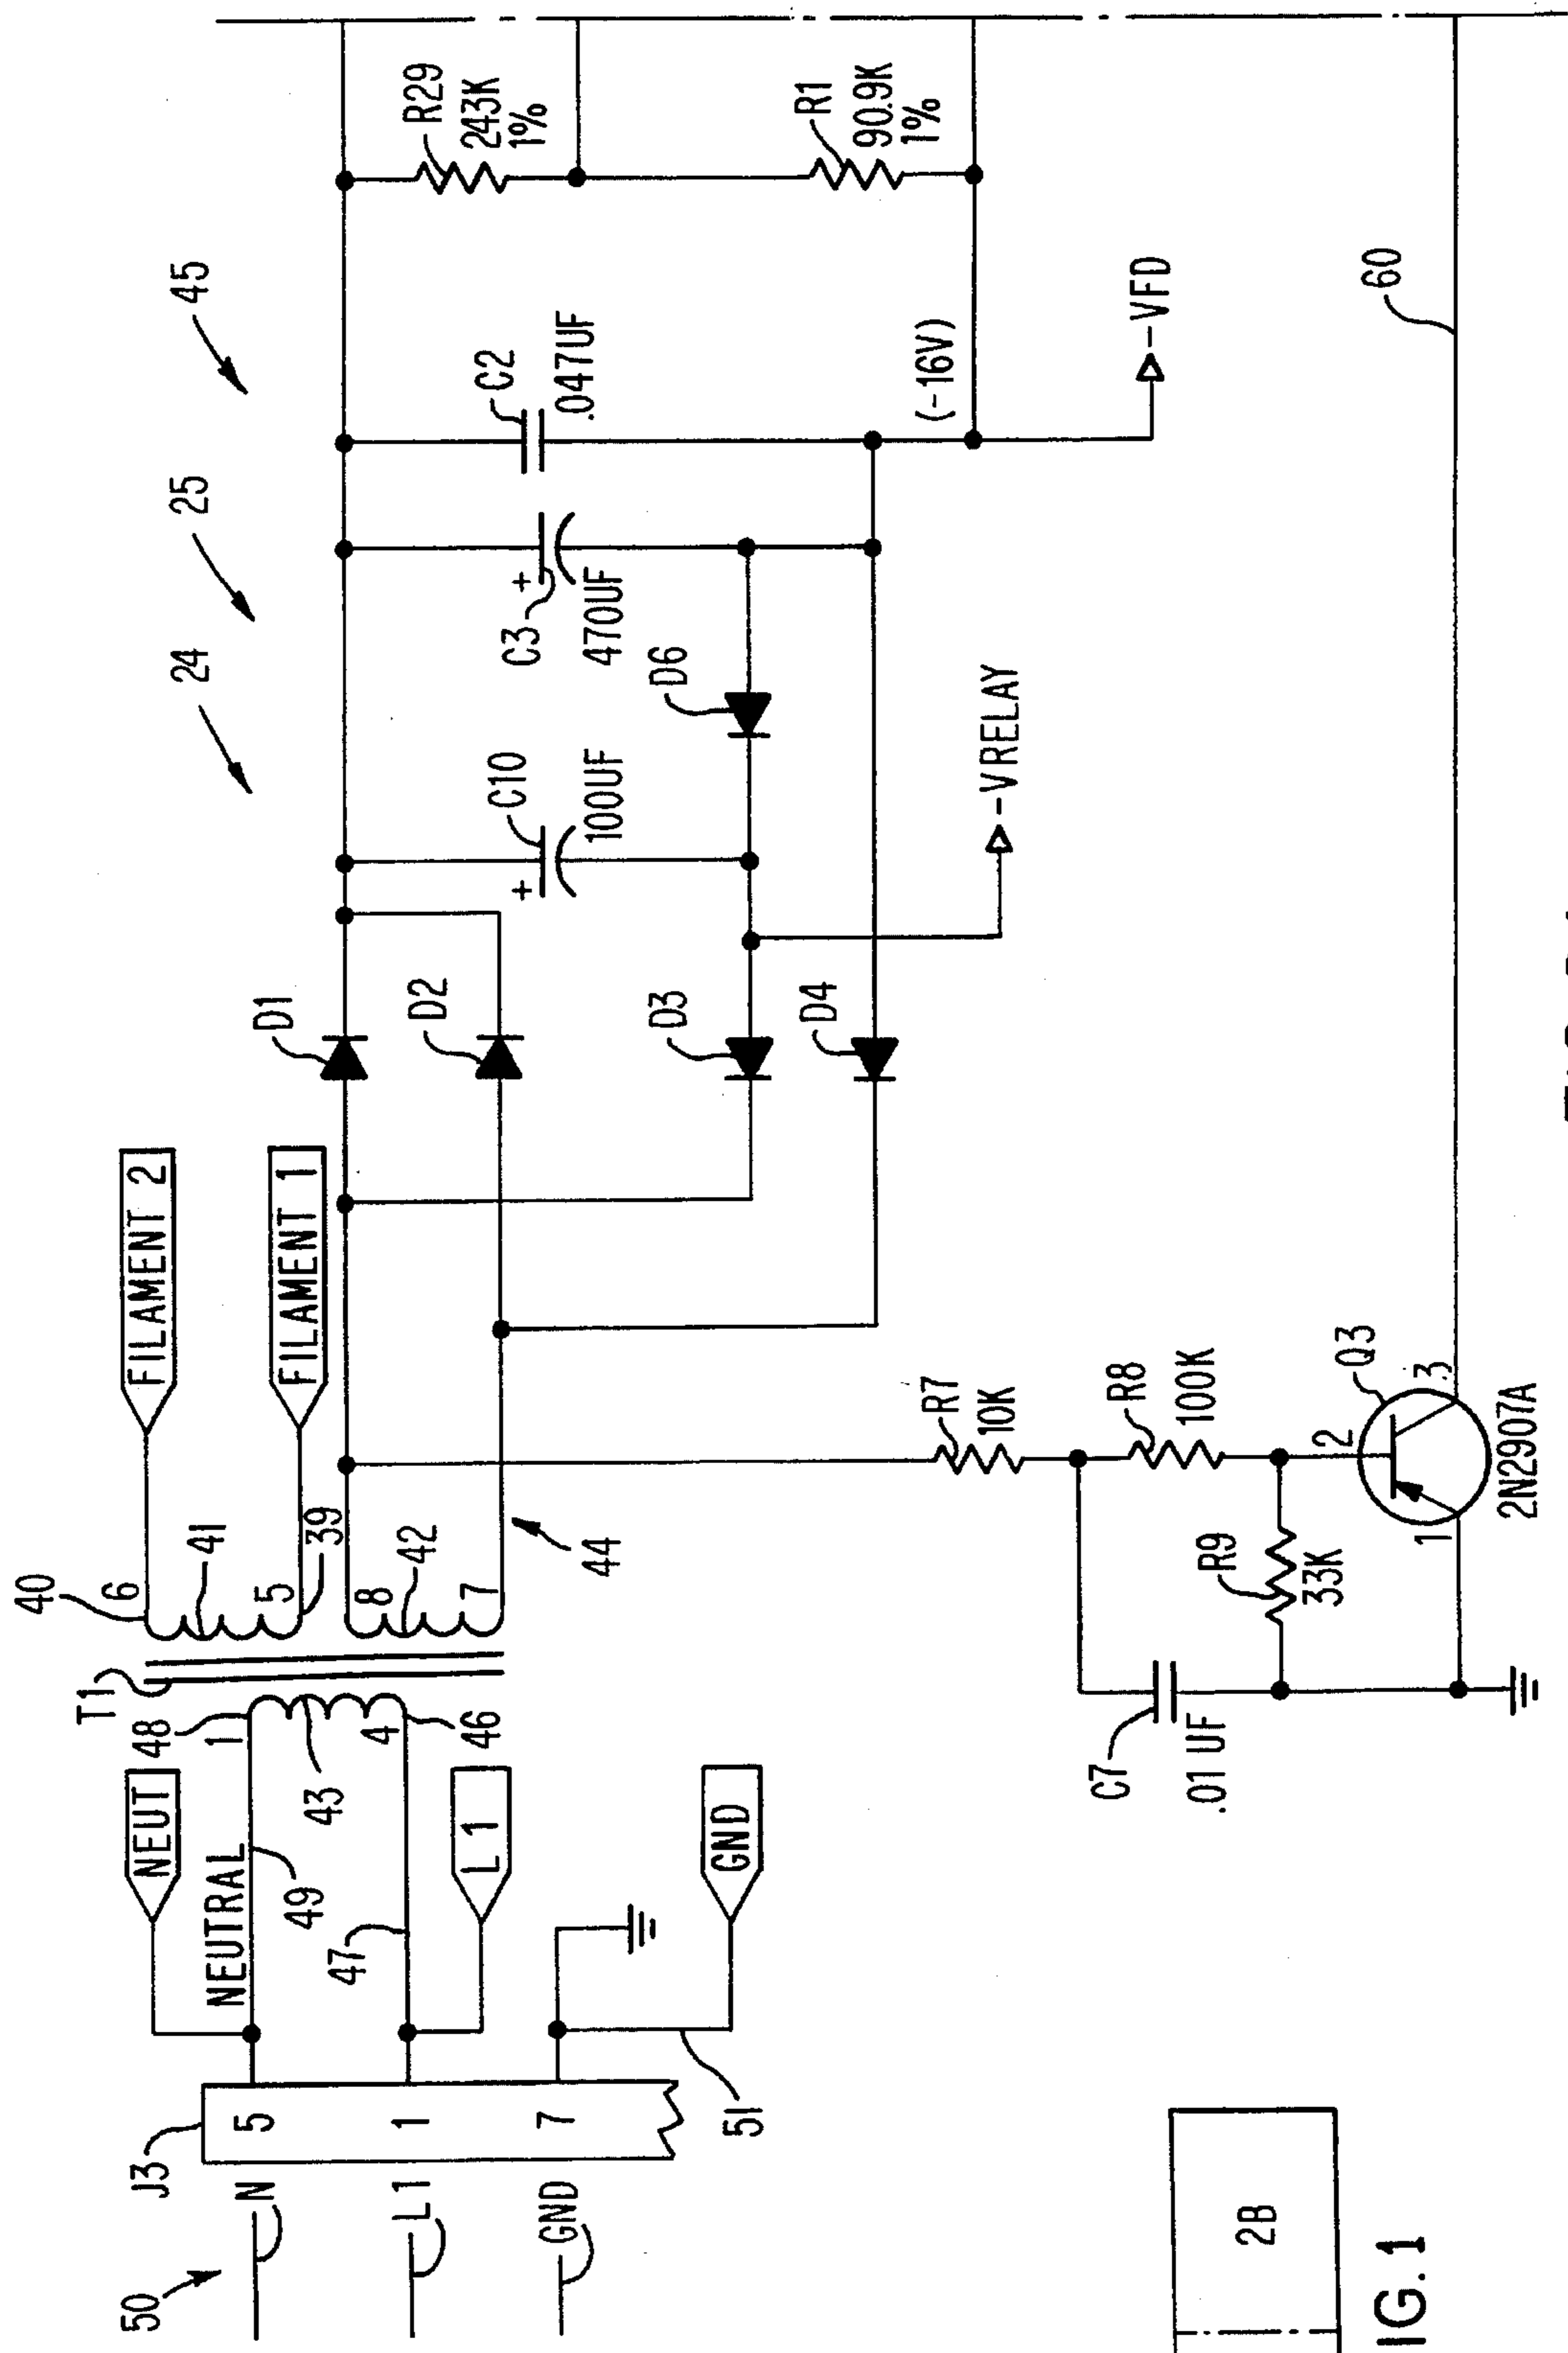 50
N
L1
GND
J3
5
1
7
51
NEUT
NEUTRAL
49
47
L1
GND
T1
48
1
43
4
46
40
6
41
5
39
8
42
7
44
FILAMENT 2
FILAMENT 1
D1
D2
D3
D4
24
25
45
C10
+
100UF
D6
C3
+
470UF
C2
.047UF
R29
243K
1%
R1
90.9K
1%
(-16V)
-VFD
-VRELAY
R7
10K
R8
100K
R9
33K
C7
.01 UF
1
2
3
Q3
2N2907A
60
2B
IG. 1